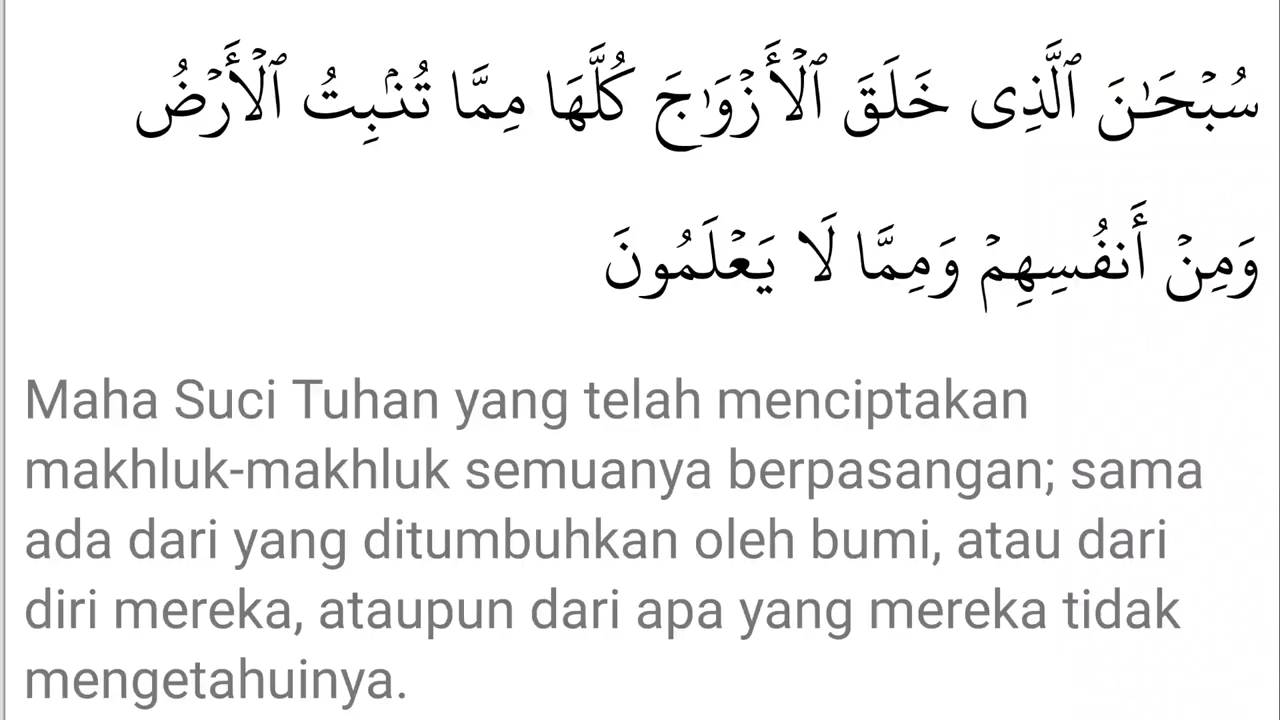 سُبۡحَـٰنَ ٱلَّذِی خَلَقَ ٱلۡأَزۡوَ ٰ⁠جَ كُلَّهَا مِمَّا تُنۢبِتُ ٱلۡأَرۡضُ
وَمِنۡ أَنفُسِهِمۡ وَمِمَّا لَا یَعۡلَمُونَ
Maha Suci Tuhan yang telah menciptakan
makhluk-makhluk semuanya berpasangan; sama
ada dari yang ditumbuhkan oleh bumi, atau dari
diri mereka, ataupun dari apa yang mereka tidak
mengetahuinya.